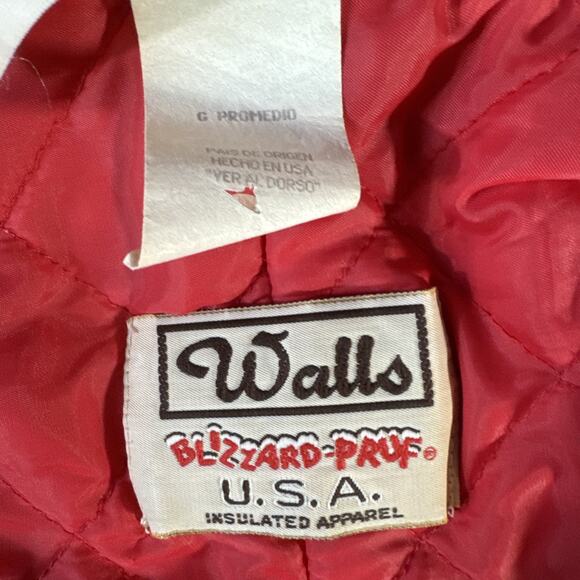 G PROMEDIO
PAIS DE ORIGEN
HECHO EN USA
"VER AL DORSO"
Walls
BLIZZARD-PRUF®
U.S.A.
INSULATED APPAREL